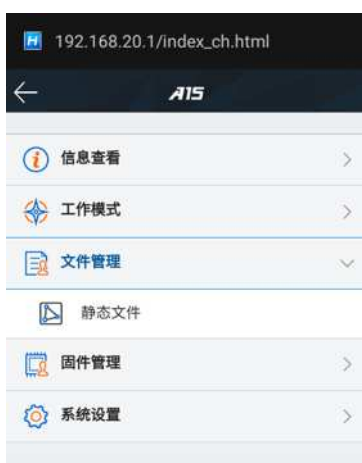 192.168.20.1/index_ch.html
A15
信息查看
工作模式
文件管理
静态文件
固件管理
系统设置